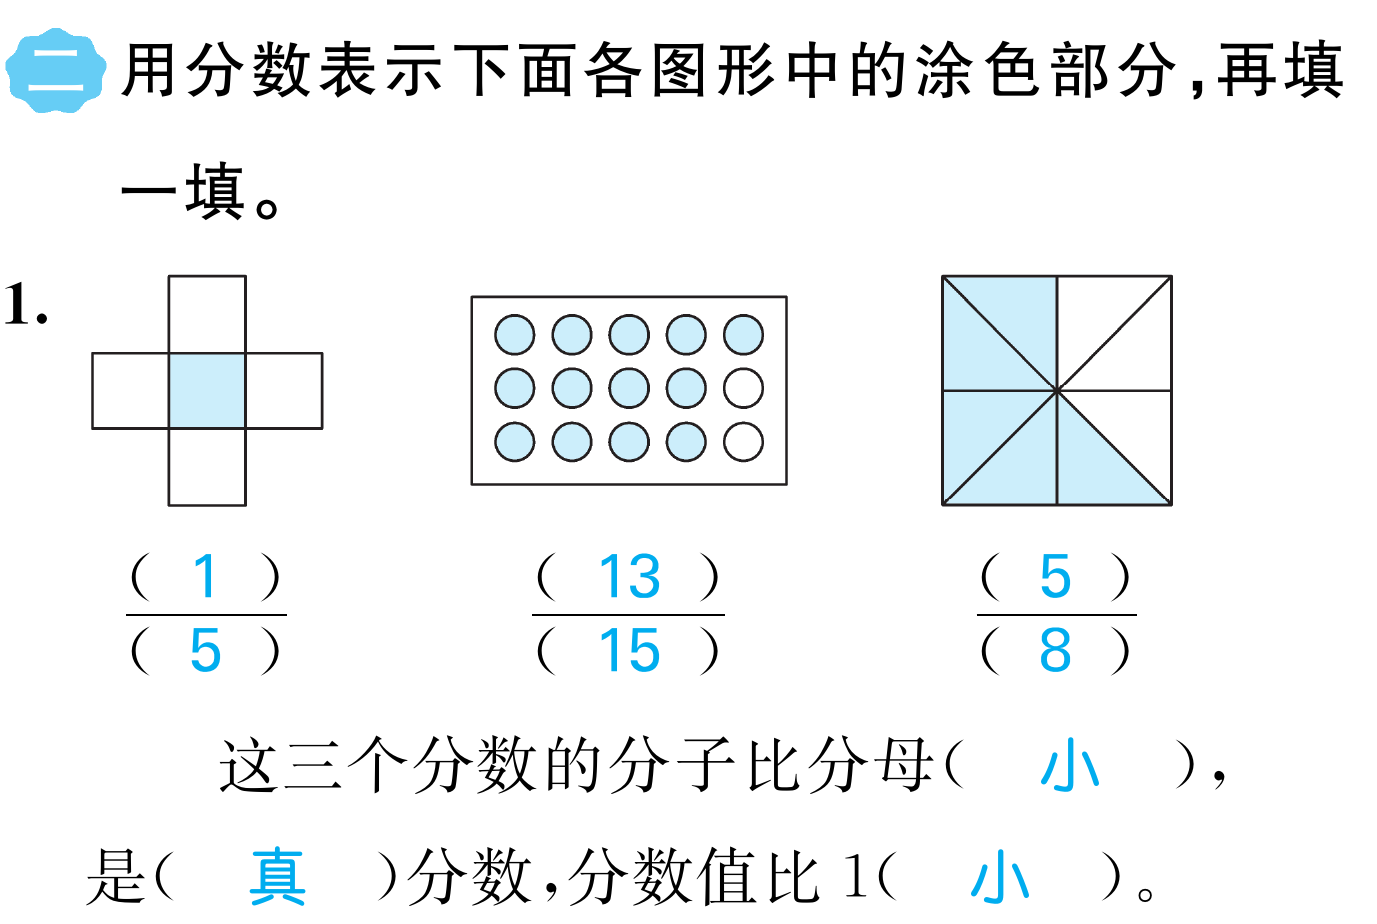 二 用分数表示下面各图形中的涂色部分,再填
一填。
1.
( 1 ) ( 13 ) ( 5 )
( 5 ) ( 15 ) ( 8 )
这三个分数的分子比分母( 小 ),
是( 真 )分数,分数值比 1( 小 )。